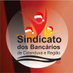 Sindicato
dos Bancários
de Catanduva e Região